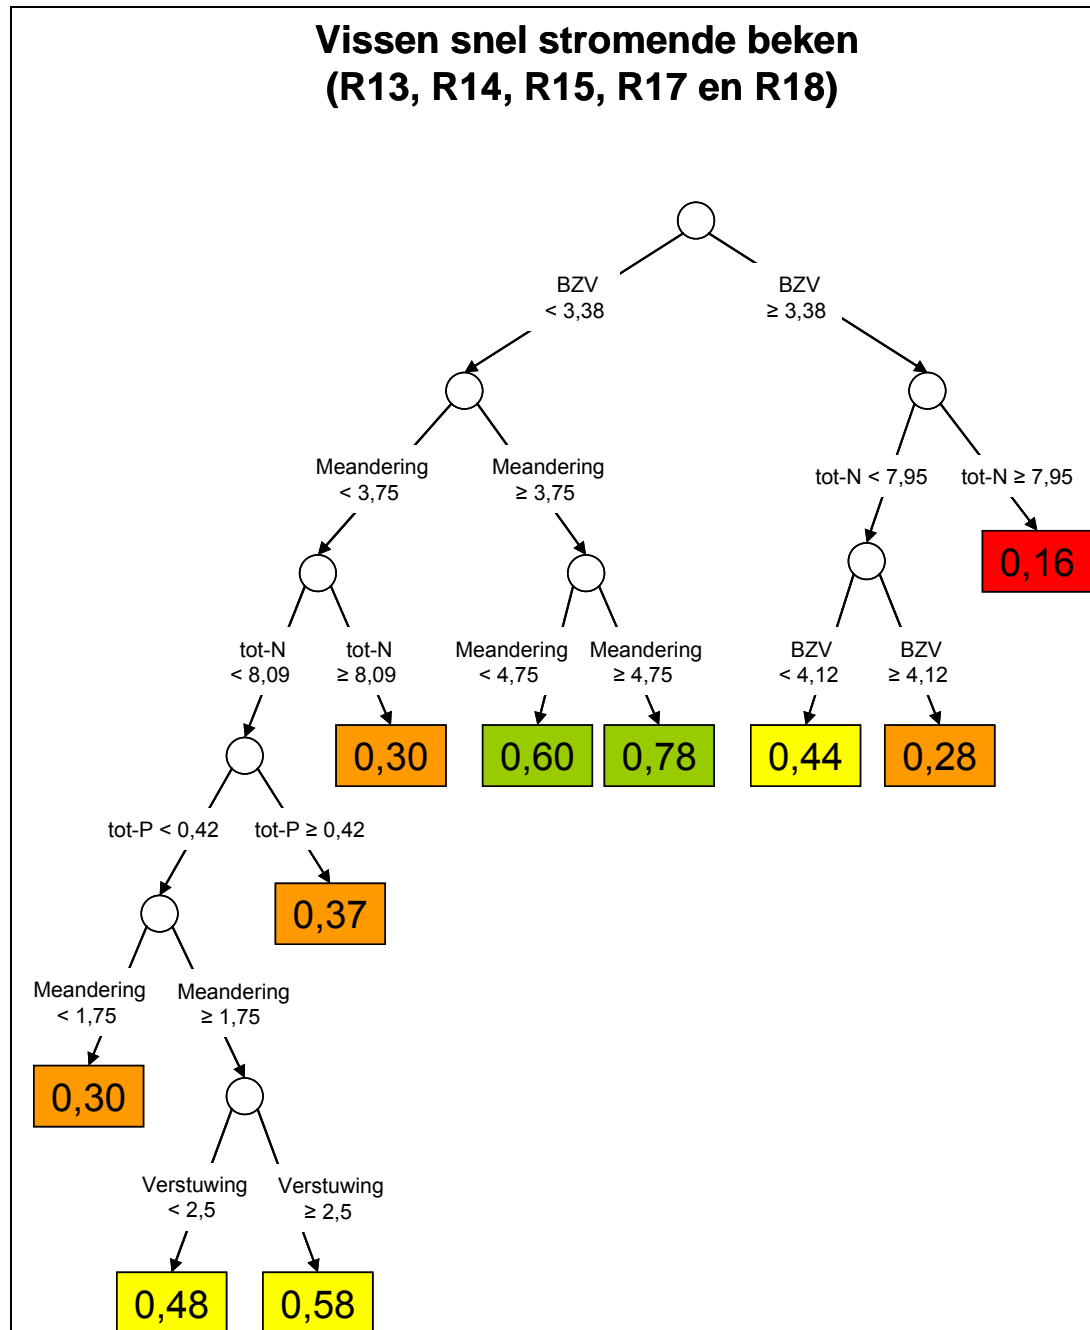 Vissen snel stromende beken
(R13, R14, R15, R17 en R18)
BZV
< 3,38
BZV
≥ 3,38
Meandering
< 3,75
Meandering
≥ 3,75
tot-N < 7,95
tot-N ≥ 7,95
0,16
tot-N
< 8,09
tot-N
≥ 8,09
Meandering
< 4,75
Meandering
≥ 4,75
BZV
< 4,12
BZV
≥ 4,12
0,30
0,60
0,78
0,44
0,28
tot-P < 0,42
tot-P ≥ 0,42
0,37
Meandering
< 1,75
Meandering
≥ 1,75
0,30
Verstuwing
< 2,5
Verstuwing
≥ 2,5
0,48
0,58